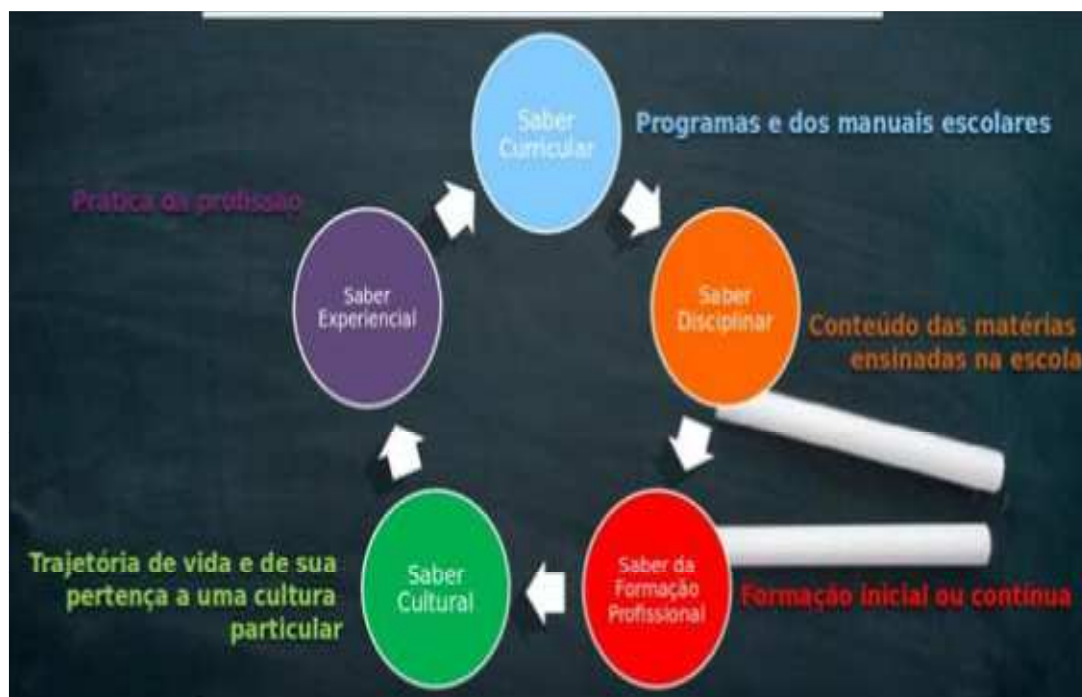 Saber
Curricular
Programas e dos manuais escolares
Prática da profissão
Saber
Experiencial
Saber
Disciplinar
Conteúdo das matérias
ensinadas na escola
Trajetória de vida e de sua
pertença a uma cultura
particular
Saber
Cultural
Saber da
Formação
Profissional
Formação inicial ou contínua